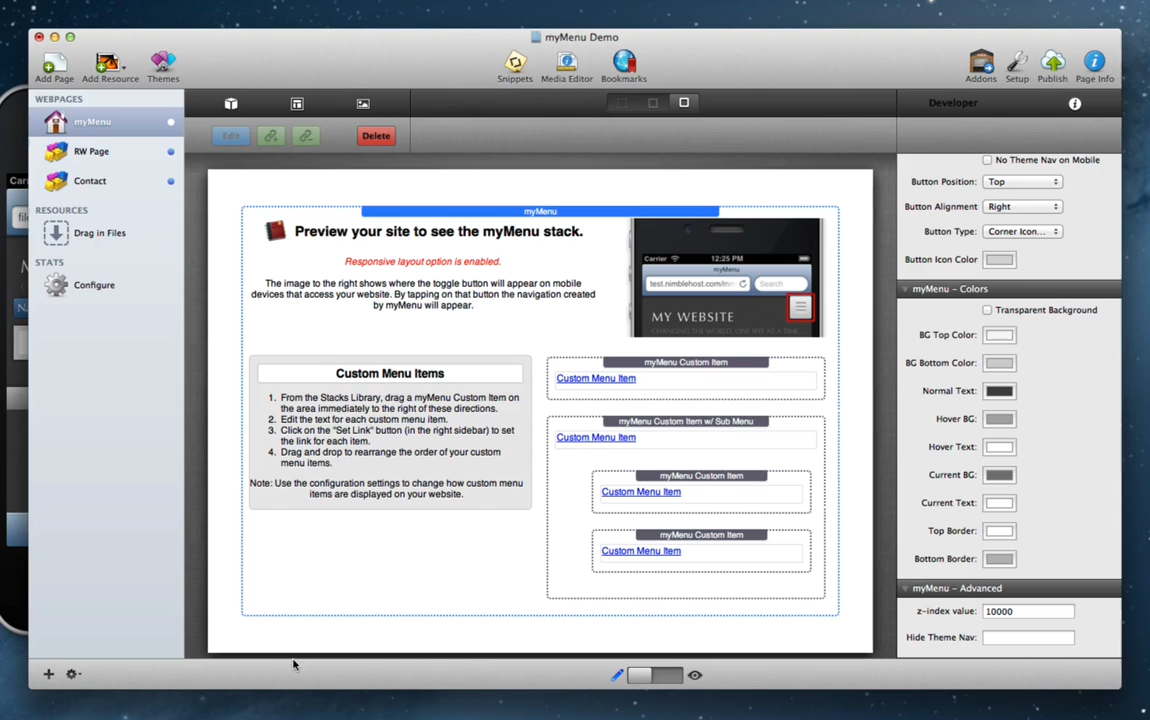 myMenu Demo
Add Page
Add Resource
Themes
Snippets
Media Editor
Bookmarks
Addons
Setup
Publish
Page Info
WEBPAGES
myMenu
RW Page
Contact
RESOURCES
Drag in Files
STATS
Configure
Edit
Delete
Developer
myMenu
Preview your site to see the myMenu stack.
Responsive layout option is enabled.
The image to the right shows where the toggle button will appear on mobile
devices that access your website. By tapping on that button the navigation created
by myMenu will appear.
Carrier
12:25 PM
myMenu
test.nimblehost.com/m
Search
MY WEBSITE
CHANGING THE WORLD, ONE SITE AT A TIME...
Custom Menu Items
1. From the Stacks Library, drag a myMenu Custom Item on
the area immediately to the right of these directions.
2. Edit the text for each custom menu item.
3. Click on the "Set Link" button (in the right sidebar) to set
the link for each item.
4. Drag and drop to rearrange the order of your custom
menu items.
Note: Use the configuration settings to change how custom menu
items are displayed on your website.
myMenu Custom Item
Custom Menu Item
myMenu Custom Item w/ Sub Menu
Custom Menu Item
myMenu Custom Item
Custom Menu Item
myMenu Custom Item
Custom Menu Item
No Theme Nav on Mobile
Button Position: Top
Button Alignment Right
Button Type: Corner Icon...
Button Icon Color
myMenu – Colors
Transparent Background
BG Top Color:
BG Bottom Color:
Normal Text:
Hover BG:
Hover Text:
Current BG:
Current Text:
Top Border:
Bottom Border:
myMenu – Advanced
z-index value: 10000
Hide Theme Nav: